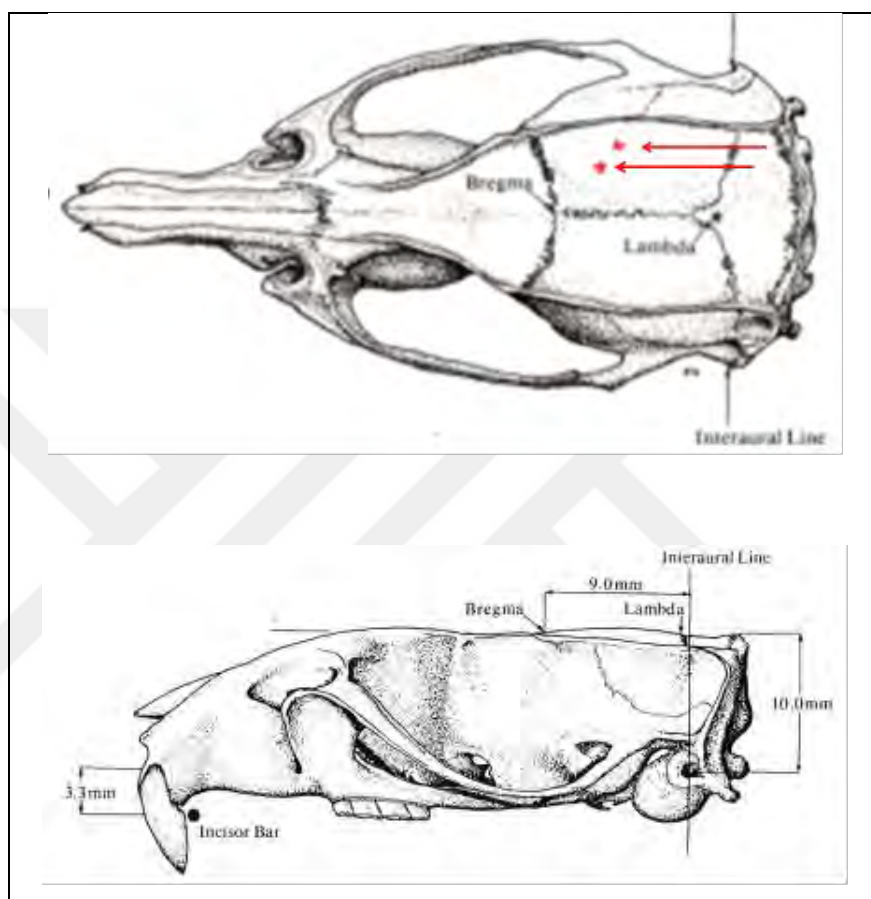 Bregma
Lambda
Interaural Line
Interaural Line
9.0mm
Bregma
Lambda
10.0mm
3.3mm
Incisor Bar